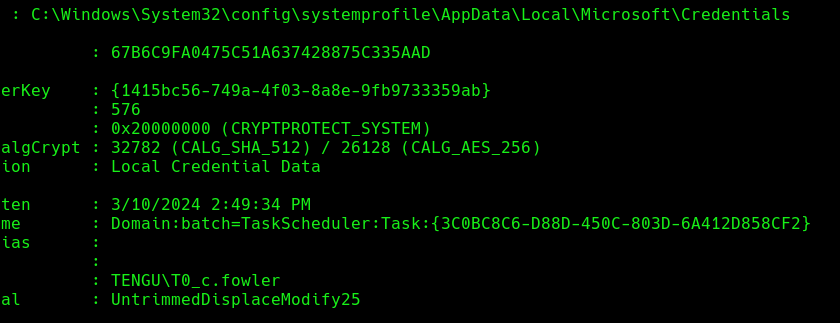 : C:\Windows\System32\config\systemprofile\AppData\Local\Microsoft\Credentials
: 67B6C9FA0475C51A637428875C335AAD
erKey : {1415bc56-749a-4f03-8a8e-9fb9733359ab}
: 576
: 0x20000000 (CRYPTPROTECT_SYSTEM)
algCrypt : 32782 (CALG_SHA_512) / 26128 (CALG_AES_256)
ion : Local Credential Data
ten : 3/10/2024 2:49:34 PM
me : Domain:batch=TaskScheduler:Task:{3C0BC8C6-D88D-450C-803D-6A412D858CF2}
ias :
:
: TENGU\T0_c.fowler
al : UntrimmedDisplaceModify25